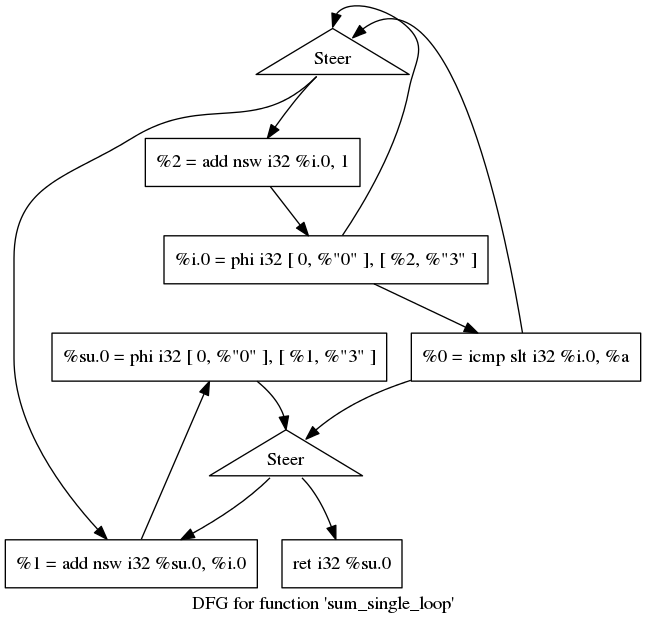 Steer
%2 = add nsw i32 %i.0, 1
%i.0 = phi i32 [ 0, %"0" ], [ %2, %"3" ]
%su.0 = phi i32 [ 0, %"0" ], [ %1, %"3" ]
%0 = icmp slt i32 %i.0, %a
Steer
%1 = add nsw i32 %su.0, %i.0
ret i32 %su.0
DFG for function 'sum_single_loop'